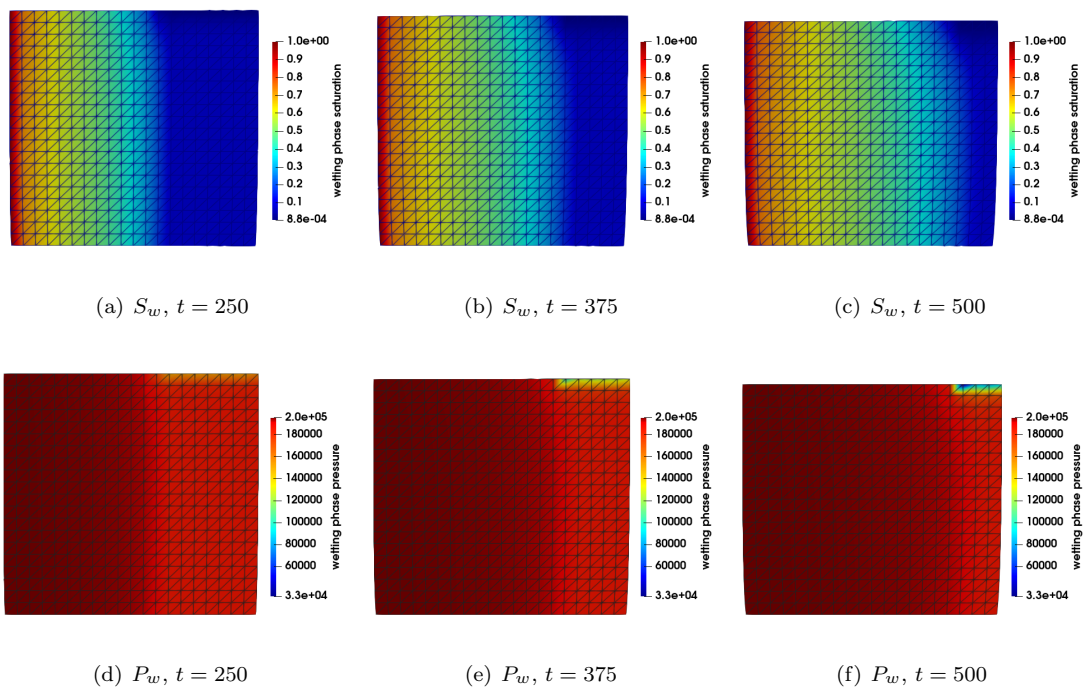 1.0e+00
0.9
0.8
0.7
0.6
0.5
0.4
0.3
0.2
0.1
8.8e-04
wetting phase saturation
1.0e+00
0.9
0.8
0.7
0.6
0.5
0.4
0.3
0.2
0.1
8.8e-04
wetting phase saturation
1.0e+00
0.9
0.8
0.7
0.6
0.5
0.4
0.3
0.2
0.1
8.8e-04
wetting phase saturation
(a) S_w, t = 250
(b) S_w, t = 375
(c) S_w, t = 500
2.0e+05
180000
160000
140000
120000
100000
80000
60000
3.3e+04
wetting phase pressure
2.0e+05
180000
160000
140000
120000
100000
80000
60000
3.3e+04
wetting phase pressure
2.0e+05
180000
160000
140000
120000
100000
80000
60000
3.3e+04
wetting phase pressure
(d) P_w, t = 250
(e) P_w, t = 375
(f) P_w, t = 500